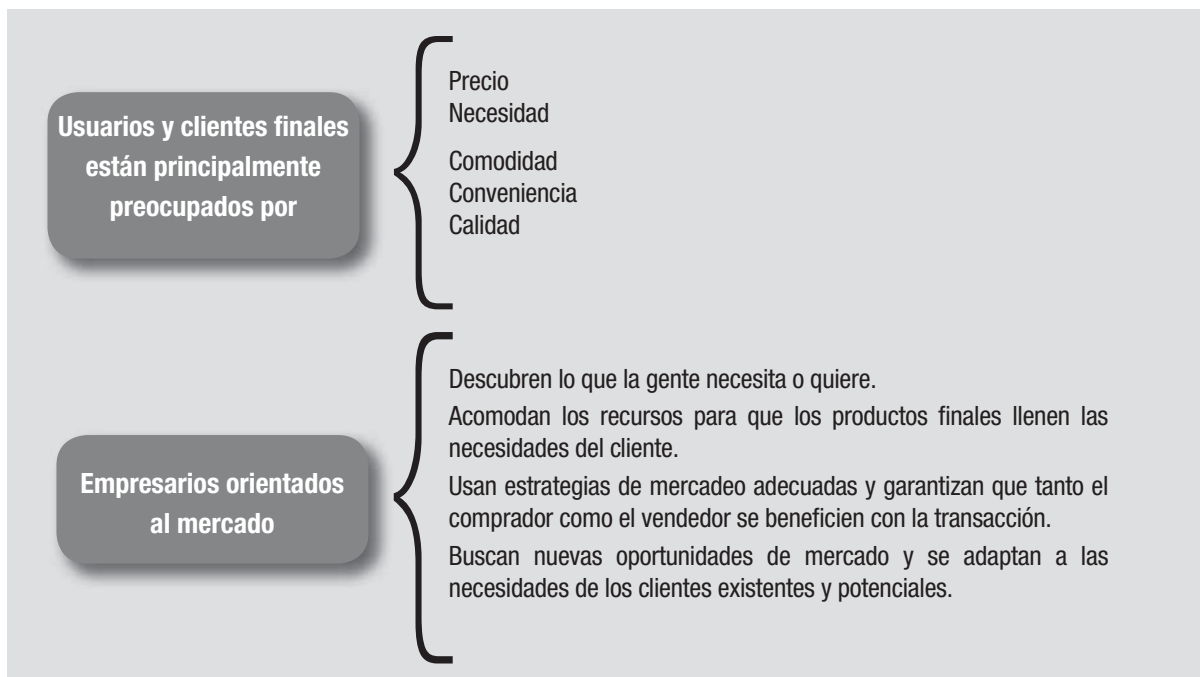 Usuarios y clientes finales
están principalmente
preocupados por
Precio
Necesidad
Comodidad
Conveniencia
Calidad
Empresarios orientados
al mercado
Descubren lo que la gente necesita o quiere.
Acomodan los recursos para que los productos finales llenen las
necesidades del cliente.
Usan estrategias de mercadeo adecuadas y garantizan que tanto el
comprador como el vendedor se beneficien con la transacción.
Buscan nuevas oportunidades de mercado y se adaptan a las
necesidades de los clientes existentes y potenciales.